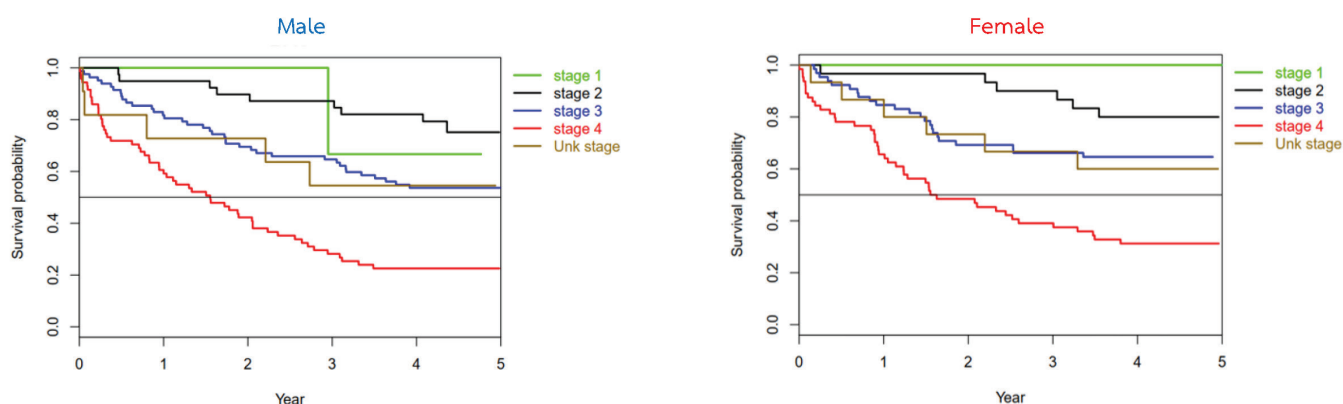 Male
Survival probability
1.0
0.8
0.6
0.4
0.2
0.0
0 1 2 3 4 5
Year
stage 1
stage 2
stage 3
stage 4
Unk stage
Female
Survival probability
1.0
0.8
0.6
0.4
0.2
0.0
0 1 2 3 4 5
Year
stage 1
stage 2
stage 3
stage 4
Unk stage